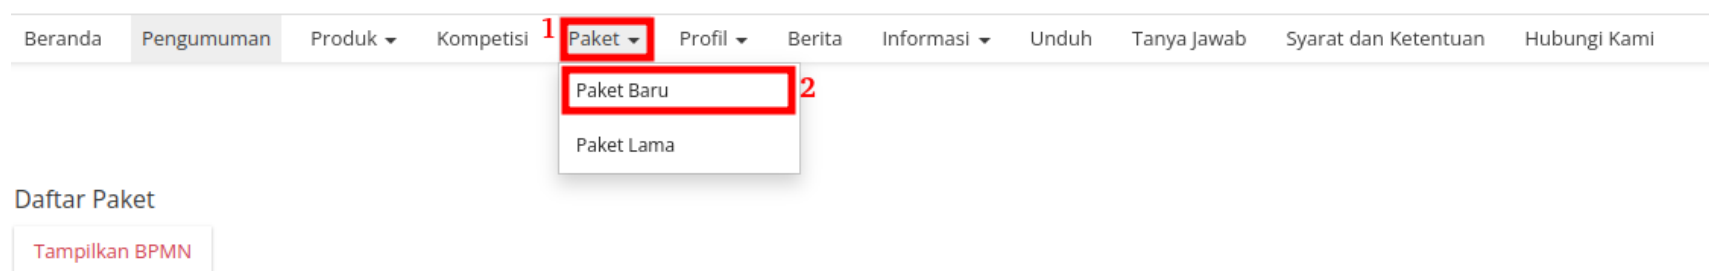 Beranda Pengumuman Produk Kompetisi 1 Paket Profil Berita Informasi Unduh Tanya Jawab Syarat dan Ketentuan Hubungi Kami
Paket Baru 2
Paket Lama
Daftar Paket
Tampilkan BPMN